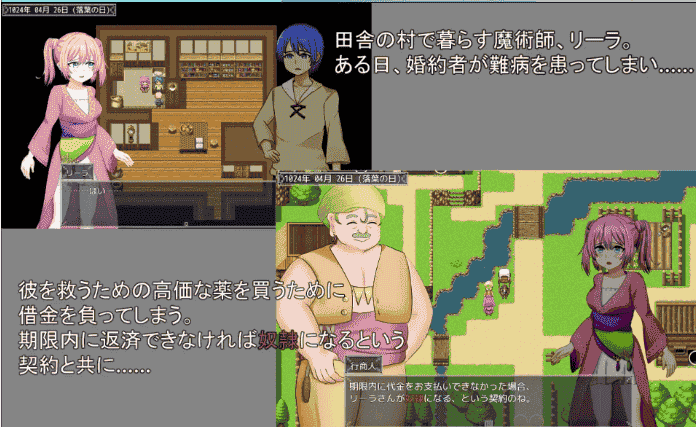 1024年 04月 26日 (落葉の日)
田舎の村で暮らす魔術師、リーラ。
ある日、婚約者が難病を患ってしまい……
リーラ
……はい
1024年 04月 26日 (落葉の日)
彼を救うための高価な薬を買うために
借金を負ってしまう。
期限内に返済できなければ奴隷になるという
契約と共に……
行商人
期限内に代金をお支払いできなかった場合、
リーラさんが奴隷になる、という契約のね。